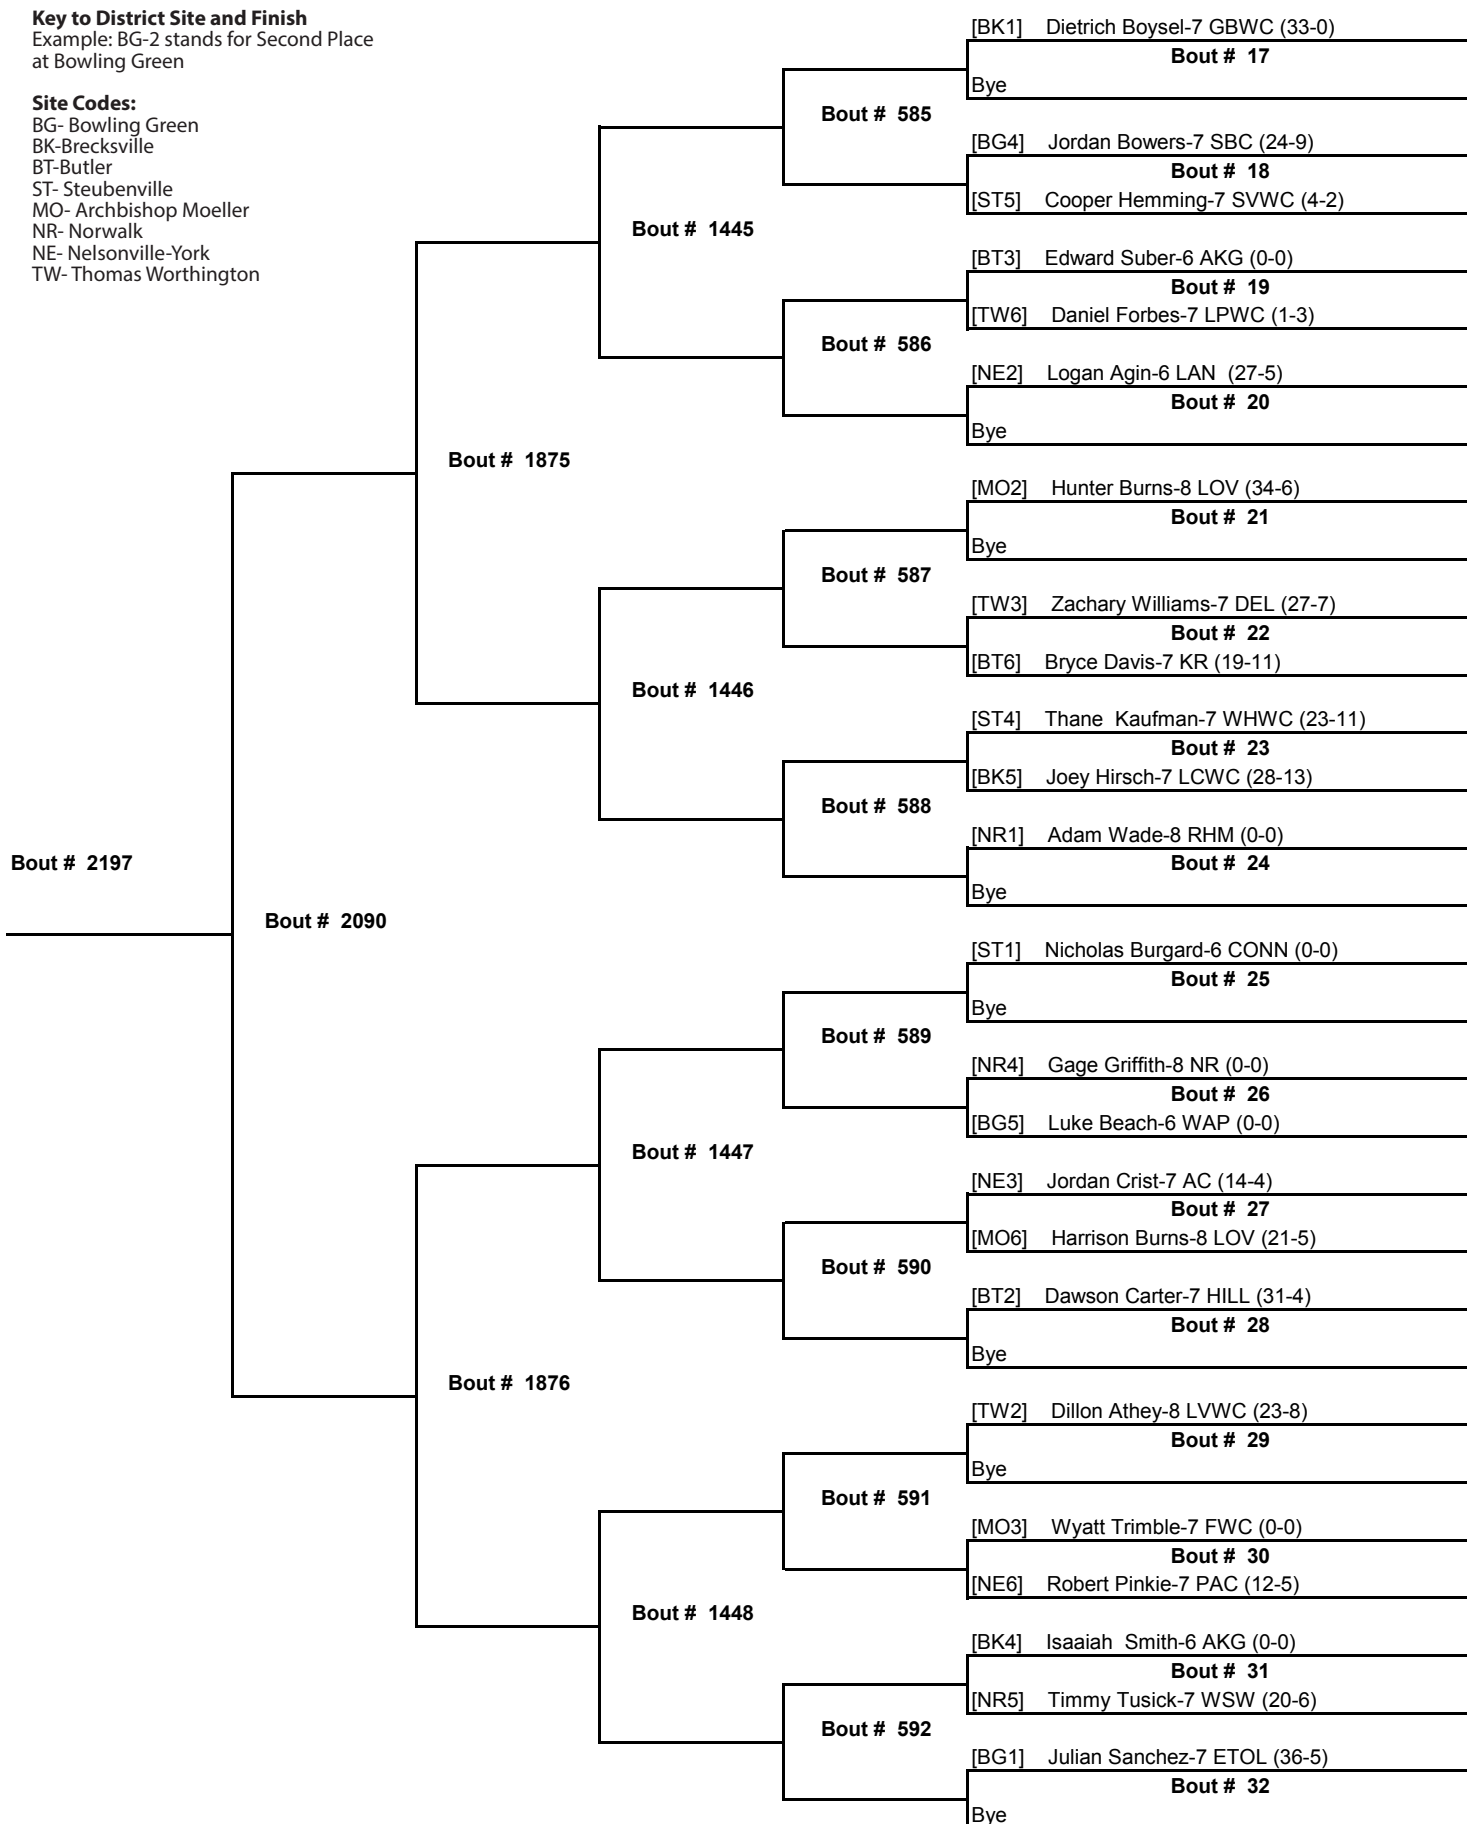 Key to District Site and Finish
Example: BG-2 stands for Second Place
at Bowling Green
Site Codes:
BG- Bowling Green
BK-Brecksville
BT-Butler
ST- Steubenville
MO- Archbishop Moeller
NR- Norwalk
NE- Nelsonville-York
TW- Thomas Worthington
[BK1] Dietrich Boysel-7 GBWC (33-0)
Bout # 17
Bye
Bout # 585
[BG4] Jordan Bowers-7 SBC (24-9)
Bout # 18
[ST5] Cooper Hemming-7 SVWC (4-2)
Bout # 1445
[BT3] Edward Suber-6 AKG (0-0)
Bout # 19
[TW6] Daniel Forbes-7 LPWC (1-3)
Bout # 586
[NE2] Logan Agin-6 LAN (27-5)
Bout # 20
Bye
Bout # 1875
[MO2] Hunter Burns-8 LOV (34-6)
Bout # 21
Bye
Bout # 587
[TW3] Zachary Williams-7 DEL (27-7)
Bout # 22
[BT6] Bryce Davis-7 KR (19-11)
Bout # 1446
[ST4] Thane Kaufman-7 WHWC (23-11)
Bout # 23
[BK5] Joey Hirsch-7 LCWC (28-13)
Bout # 588
[NR1] Adam Wade-8 RHM (0-0)
Bout # 24
Bye
Bout # 2197
Bout # 2090
[ST1] Nicholas Burgard-6 CONN (0-0)
Bout # 25
Bye
Bout # 589
[NR4] Gage Griffith-8 NR (0-0)
Bout # 26
[BG5] Luke Beach-6 WAP (0-0)
Bout # 1447
[NE3] Jordan Crist-7 AC (14-4)
Bout # 27
[MO6] Harrison Burns-8 LOV (21-5)
Bout # 590
[BT2] Dawson Carter-7 HILL (31-4)
Bout # 28
Bye
Bout # 1876
[TW2] Dillon Athey-8 LVWC (23-8)
Bout # 29
Bye
Bout # 591
[MO3] Wyatt Trimble-7 FWC (0-0)
Bout # 30
[NE6] Robert Pinkie-7 PAC (12-5)
Bout # 1448
[BK4] Isaaiah Smith-6 AKG (0-0)
Bout # 31
[NR5] Timmy Tusick-7 WSW (20-6)
Bout # 592
[BG1] Julian Sanchez-7 ETOL (36-5)
Bout # 32
Bye